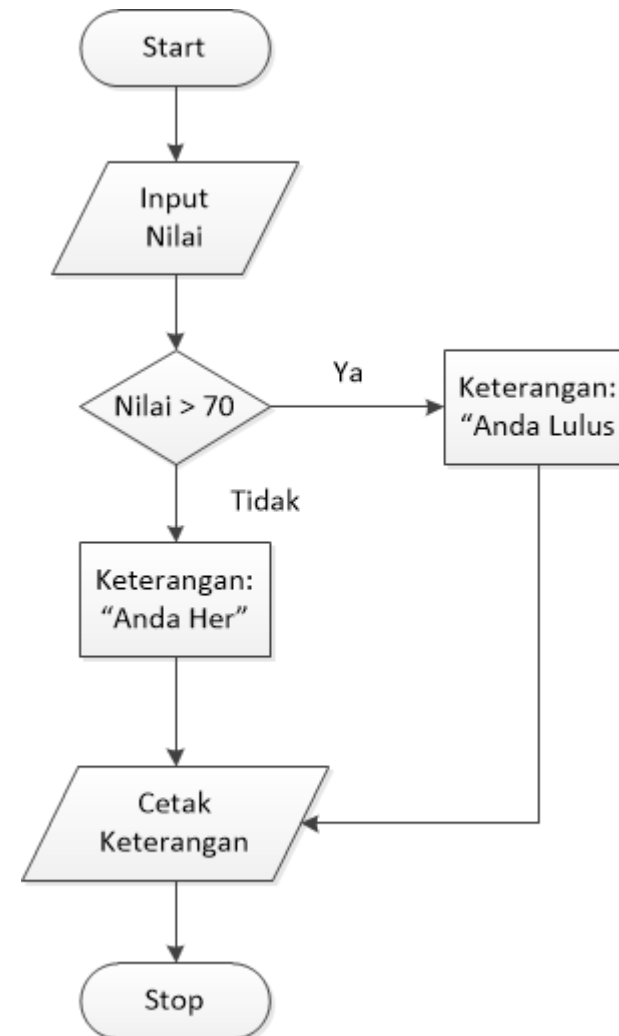 Start
Input
Nilai
Nilai > 70
Ya
Keterangan:
“Anda Lulus
Tidak
Keterangan:
“Anda Her”
Cetak
Keterangan
Stop